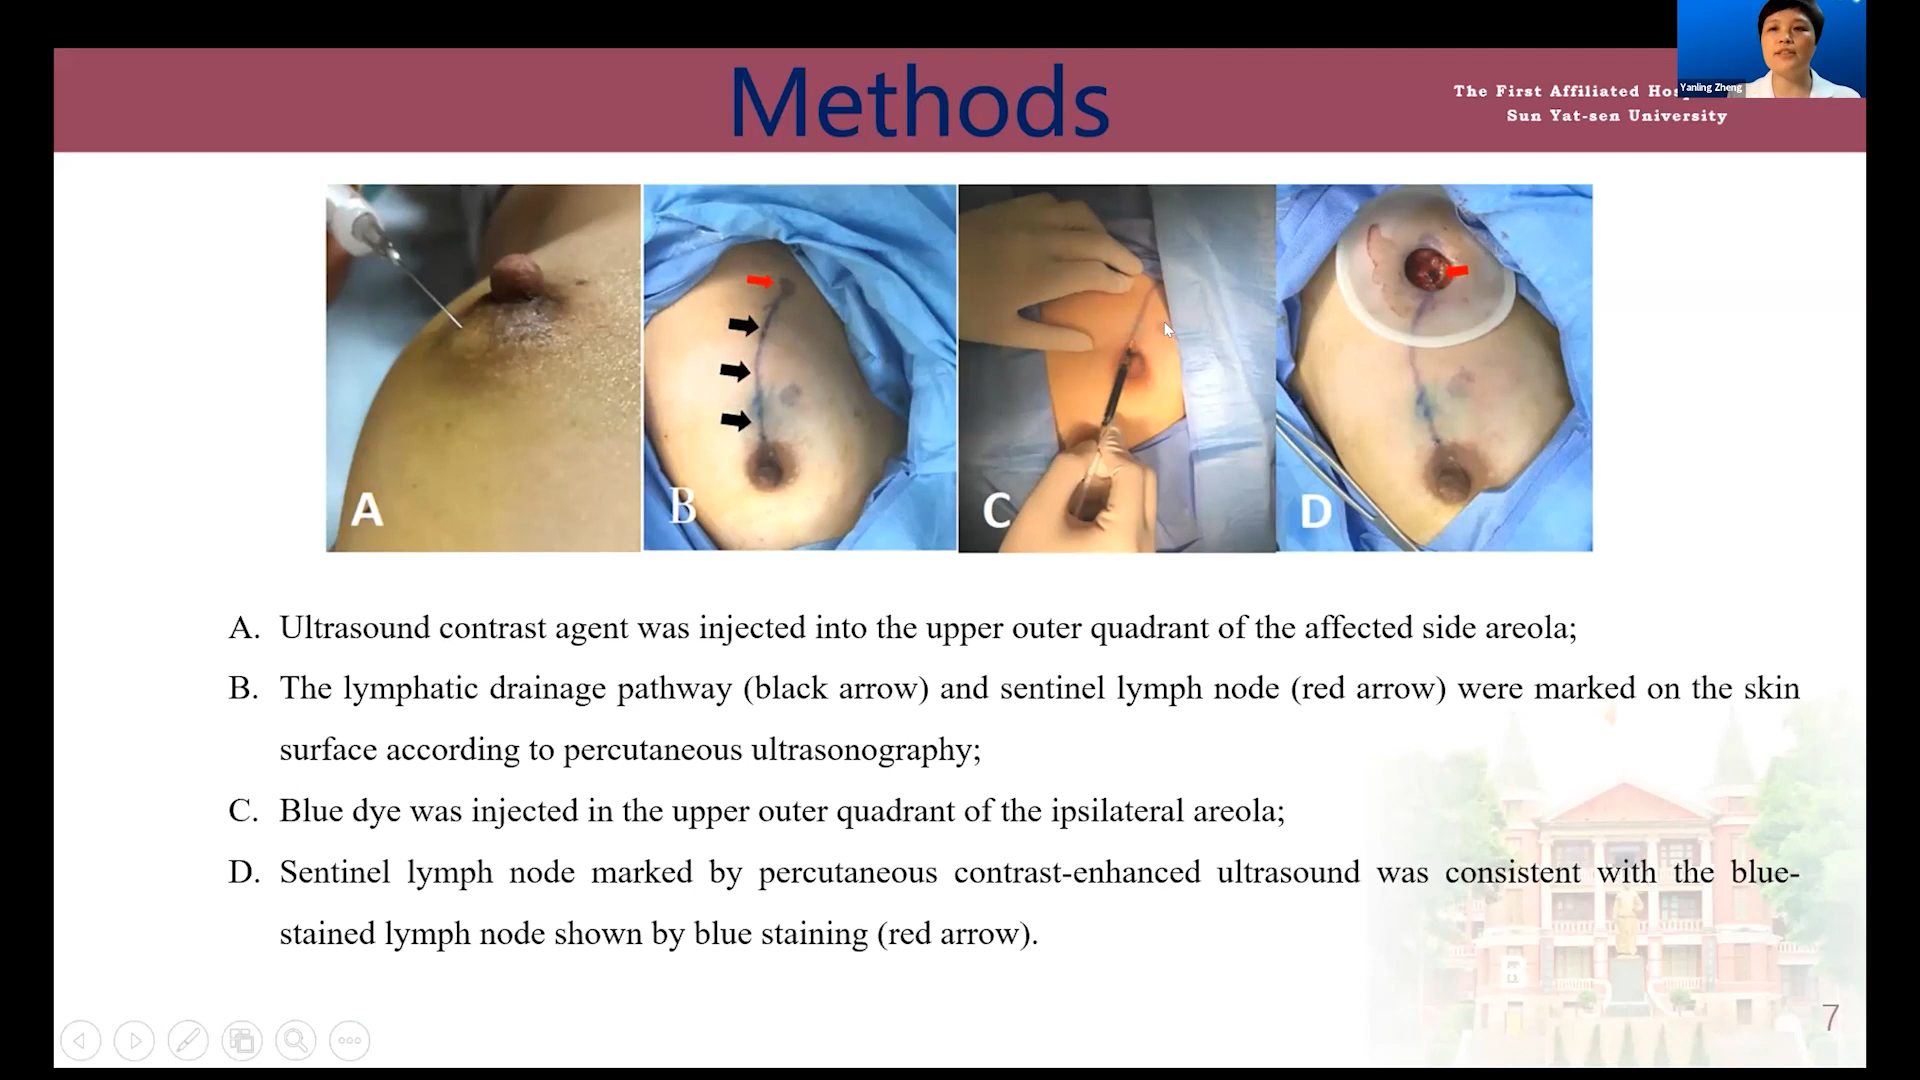 Methods
The First Affiliated
Sun Yat-sen University
Yanling Zheng
A
B
C
D
A. Ultrasound contrast agent was injected into the upper outer quadrant of the affected side areola;
B. The lymphatic drainage pathway (black arrow) and sentinel lymph node (red arrow) were marked on the skin
surface according to percutaneous ultrasonography;
C. Blue dye was injected in the upper outer quadrant of the ipsilateral areola;
D. Sentinel lymph node marked by percutaneous contrast-enhanced ultrasound was consistent with the blue-
stained lymph node shown by blue staining (red arrow).
7